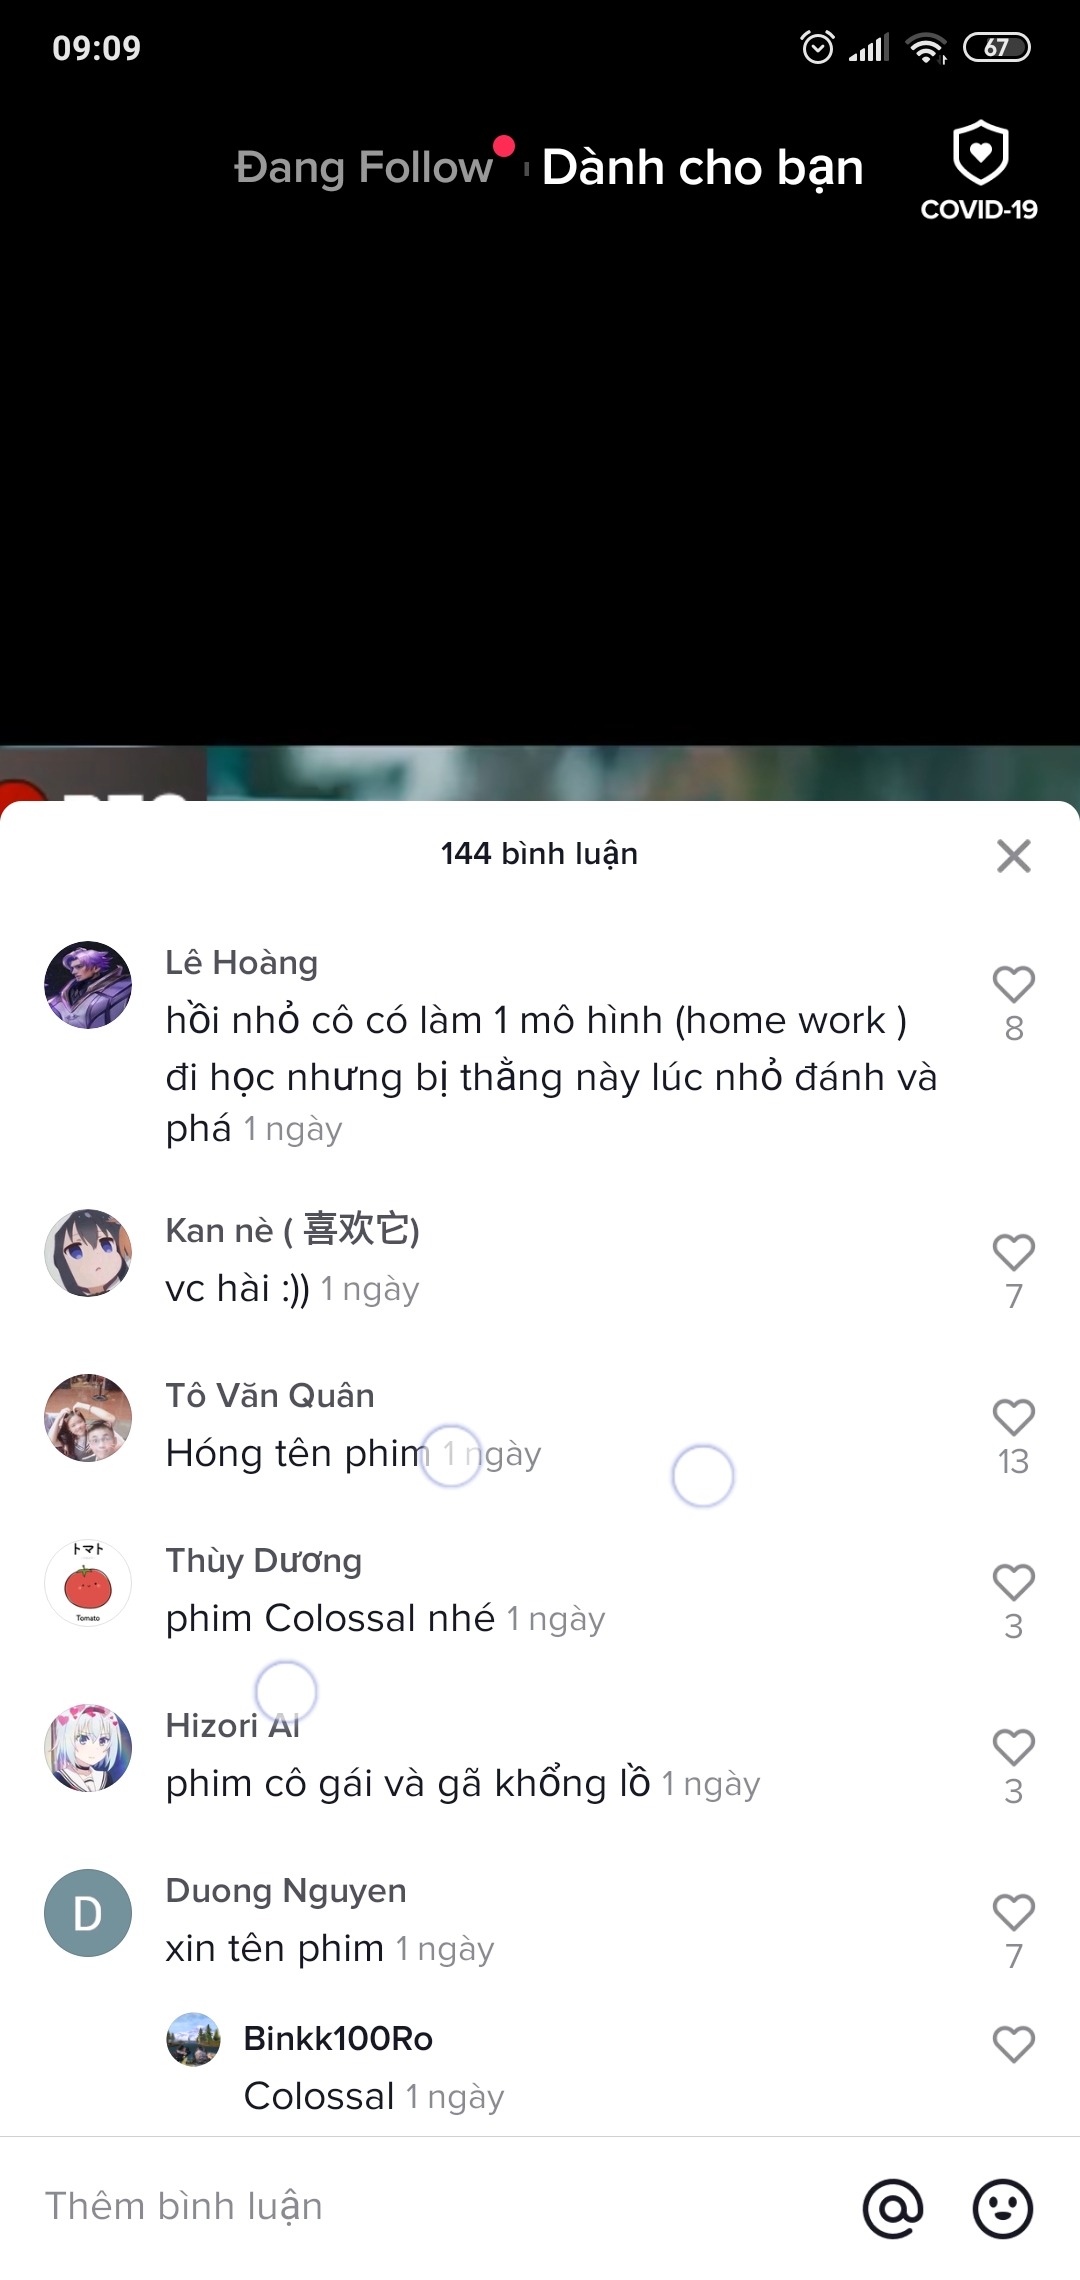 09:09
67
Đang Follow
Dành cho bạn
COVID-19
144 bình luận
Lê Hoàng
hồi nhỏ cô có làm 1 mô hình (home work )
đi học nhưng bị thằng này lúc nhỏ đánh và
phá 1 ngày
8
Kan nè ( 喜欢它)
vc hài :)) 1 ngày
7
Tô Văn Quân
Hóng tên phim 1 ngày
13
トマト
Tomato
Thùy Dương
phim Colossal nhé 1 ngày
3
Hizori AI
phim cô gái và gã khổng lồ 1 ngày
3
D
Duong Nguyen
xin tên phim 1 ngày
7
Binkk100Ro
Colossal 1 ngày
Thêm bình luận